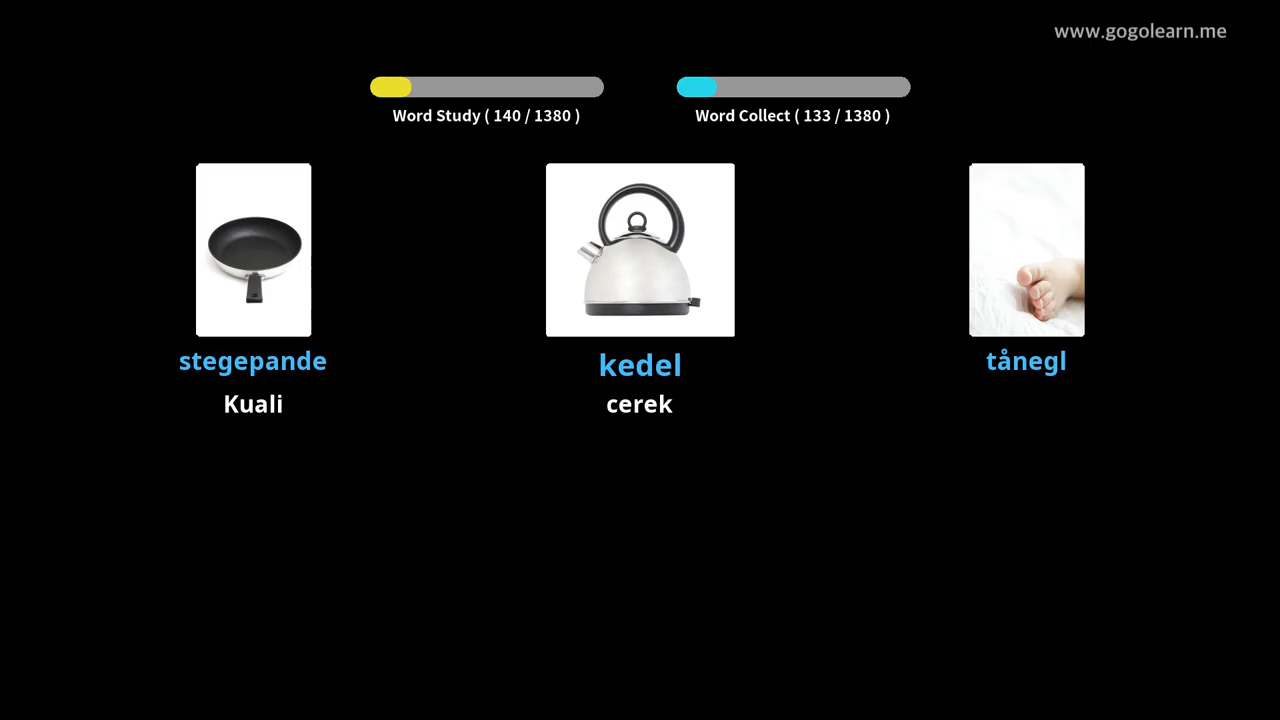 www.gogolearn.me
Word Study ( 140 / 1380 )
Word Collect ( 133 / 1380 )
stegepande
kedel
tånegl
Kuali
cerek